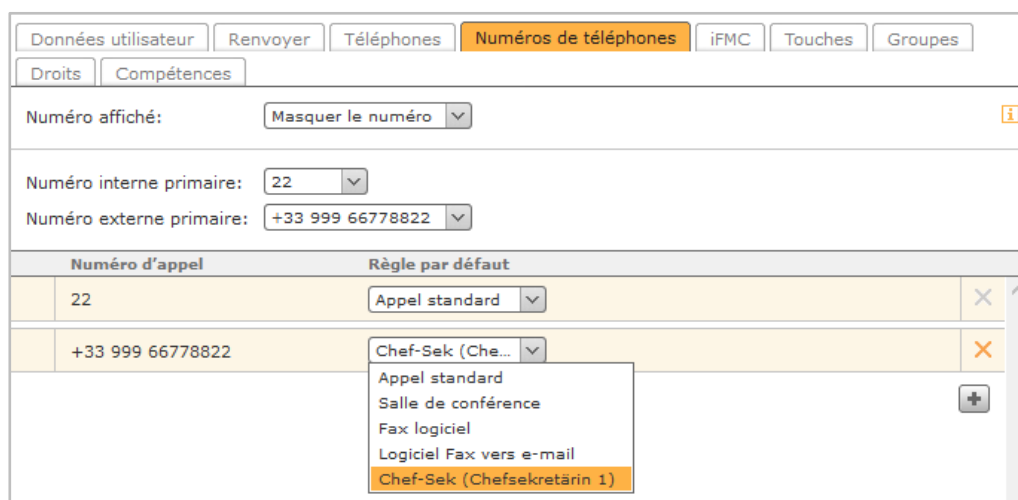 Données utilisateur Renvoyer Téléphones Numéros de téléphones iFMC Touches Groupes
Droits Compétences
Numéro affiché: Masquer le numéro
Numéro interne primaire: 22
Numéro externe primaire: +33 999 66778822
Numéro d'appel Règle par défaut
22 Appel standard
+33 999 66778822 Chef-Sek (Che...
Appel standard
Salle de conférence
Fax logiciel
Logiciel Fax vers e-mail
Chef-Sek (Chefsekretärin 1)